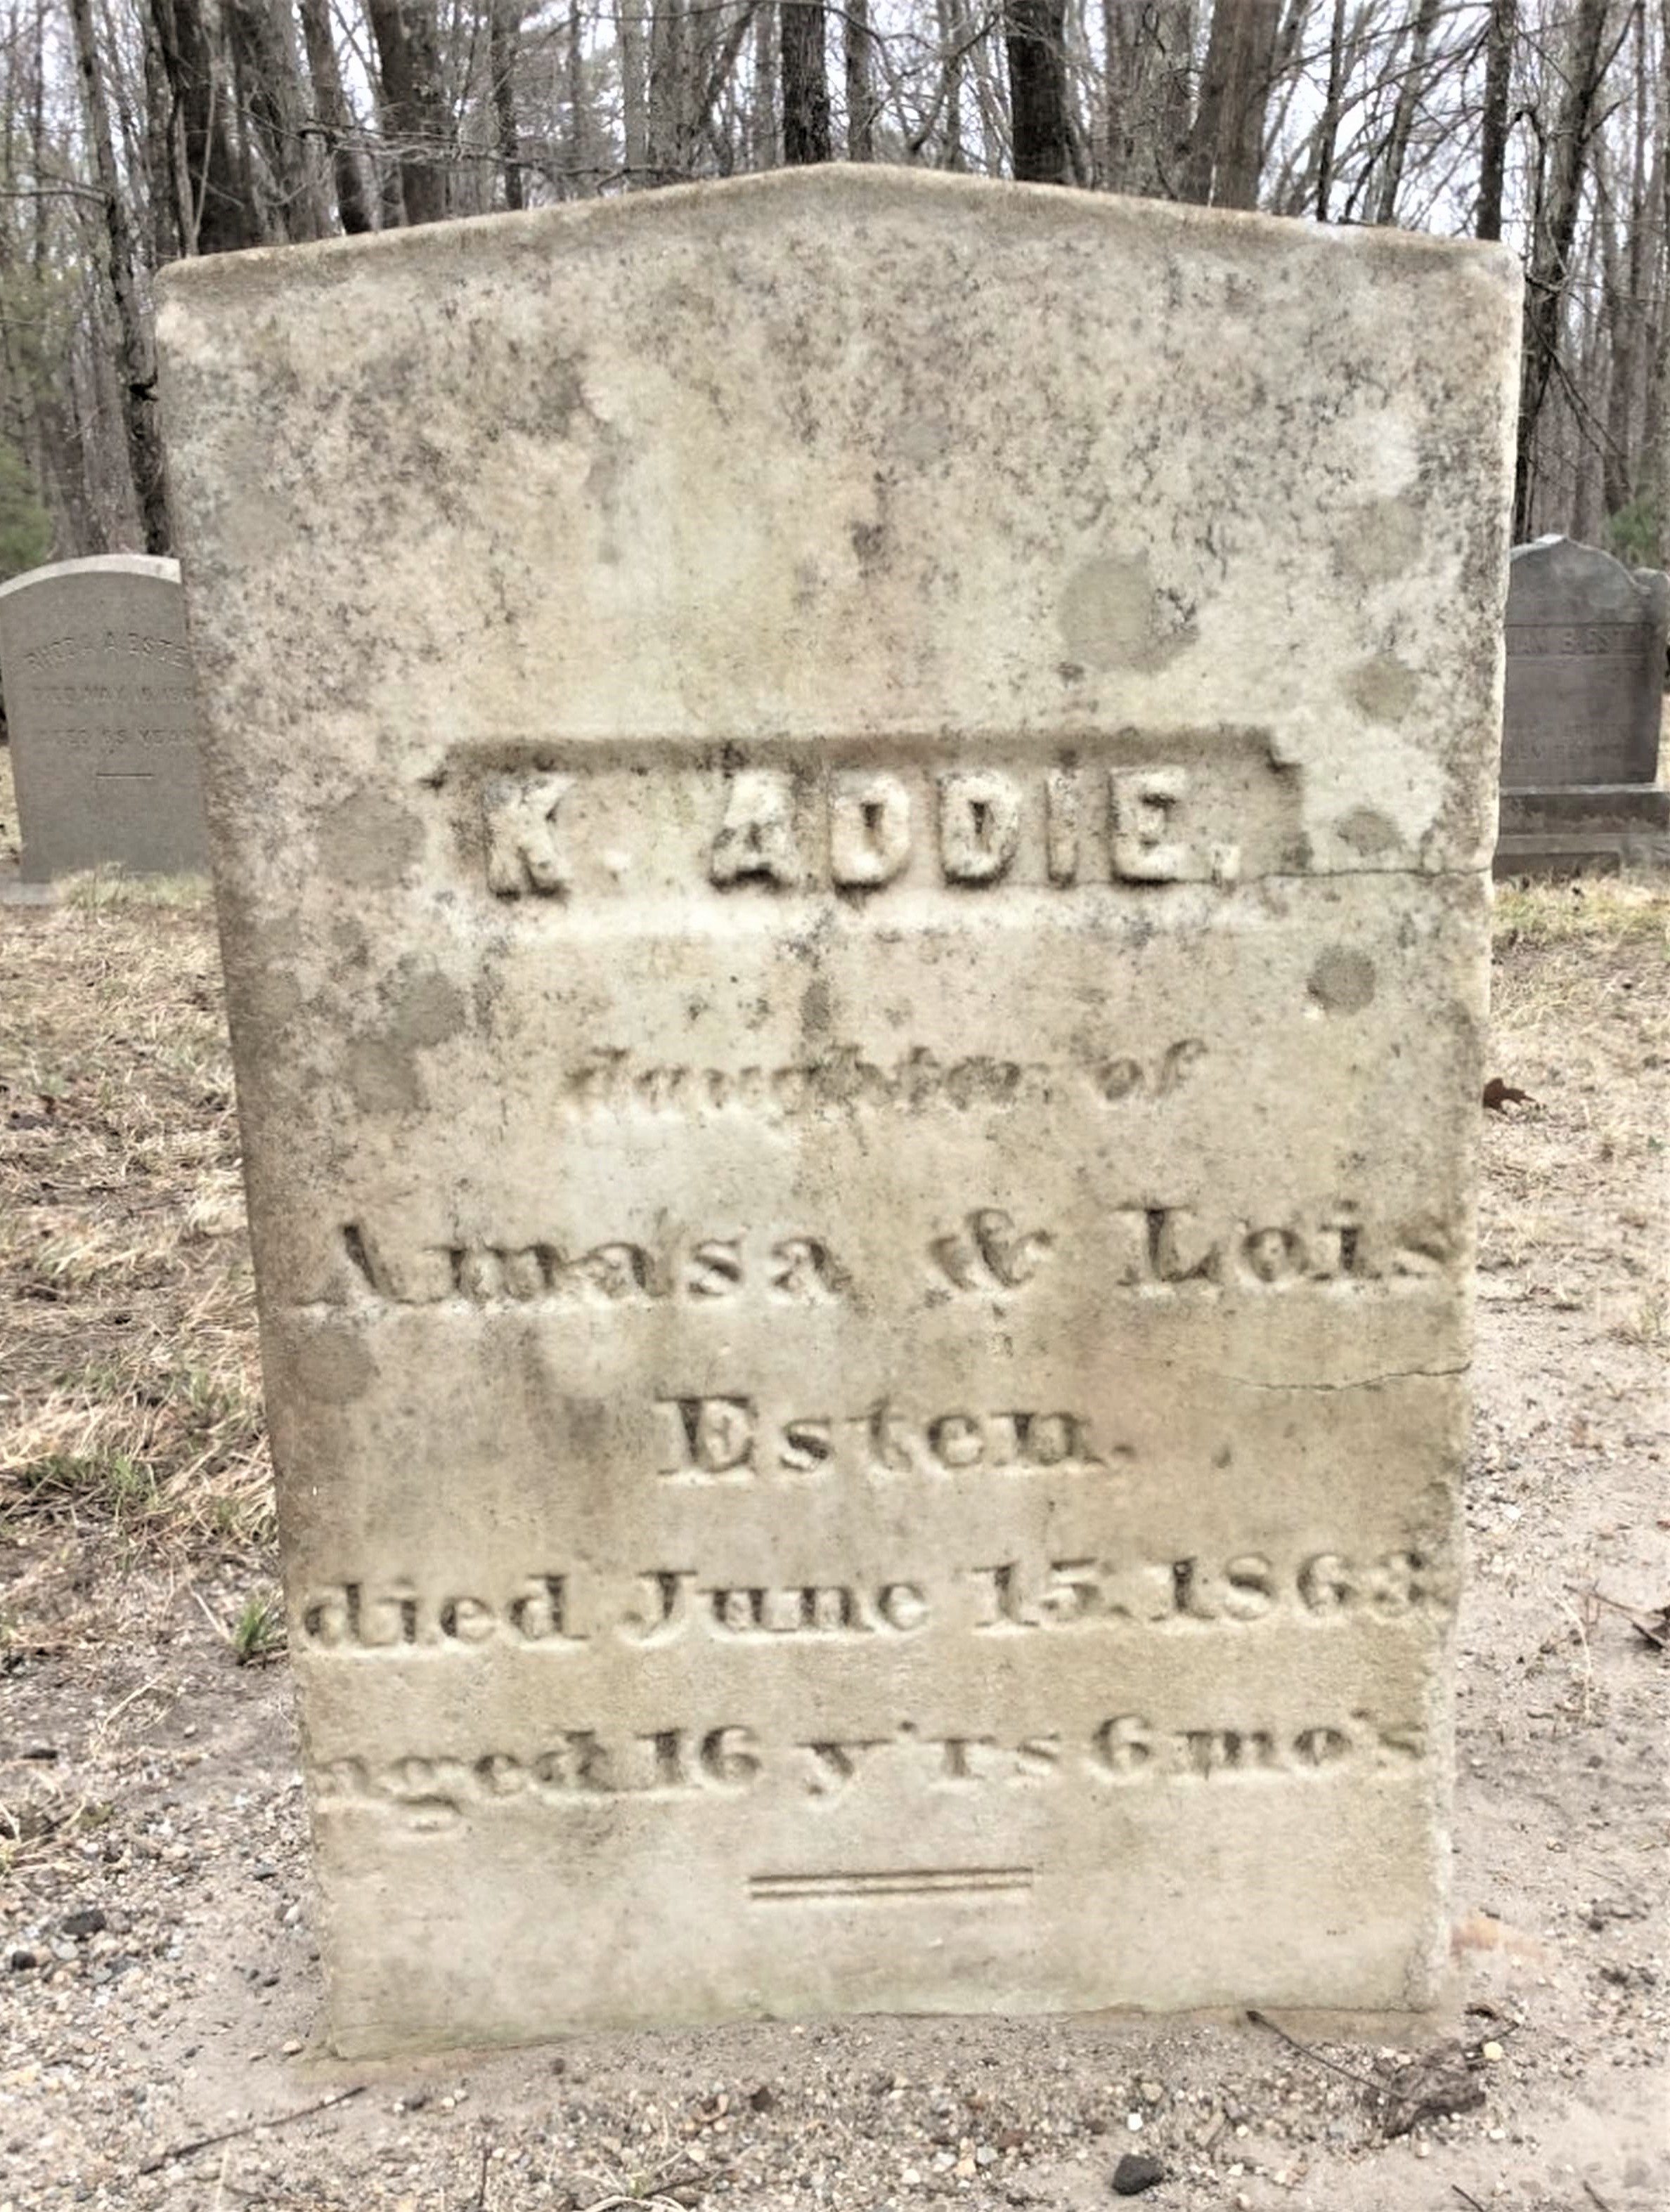 K. ADDIE.
daughter of
Amasa & Lois
Esten.
died June 15, 1863
aged 16 y'rs 6 mo's